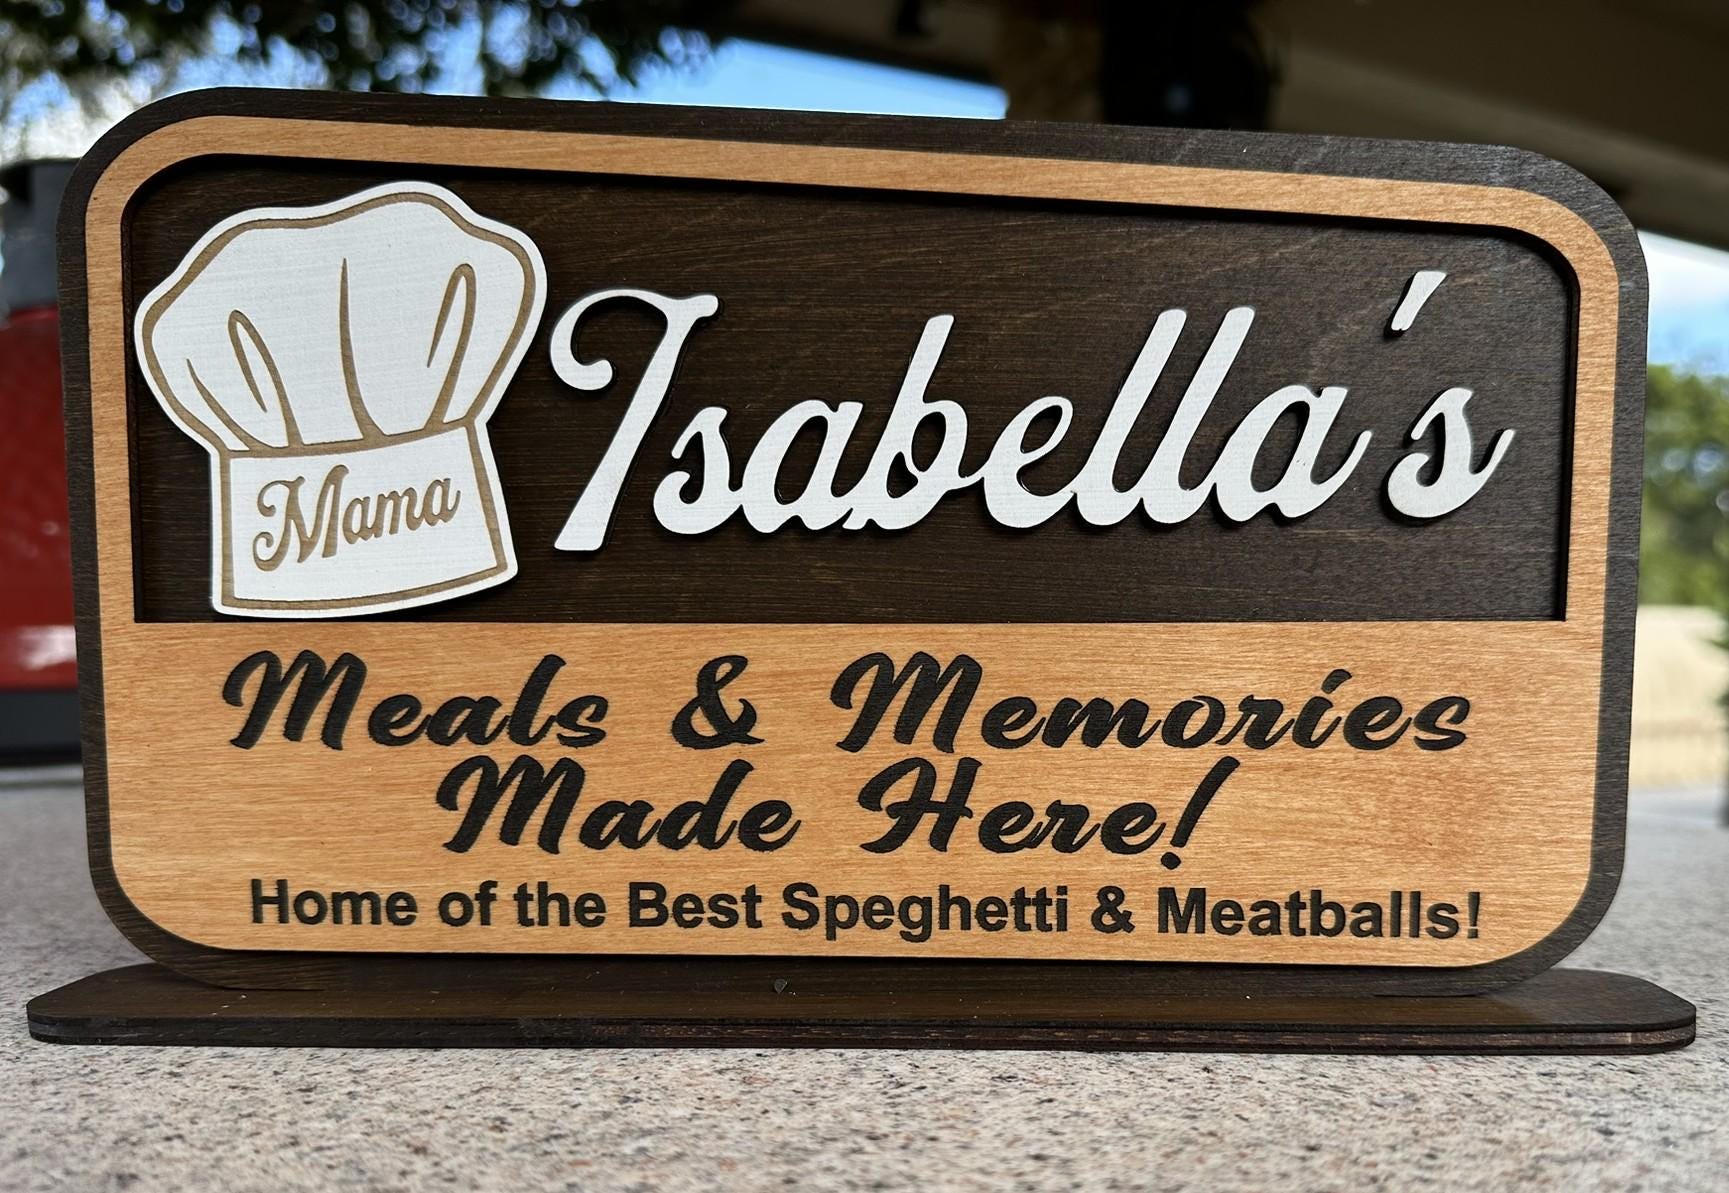 Mama
Isabella's
Meals & Memories
Made Here!
Home of the Best Speghetti & Meatballs!